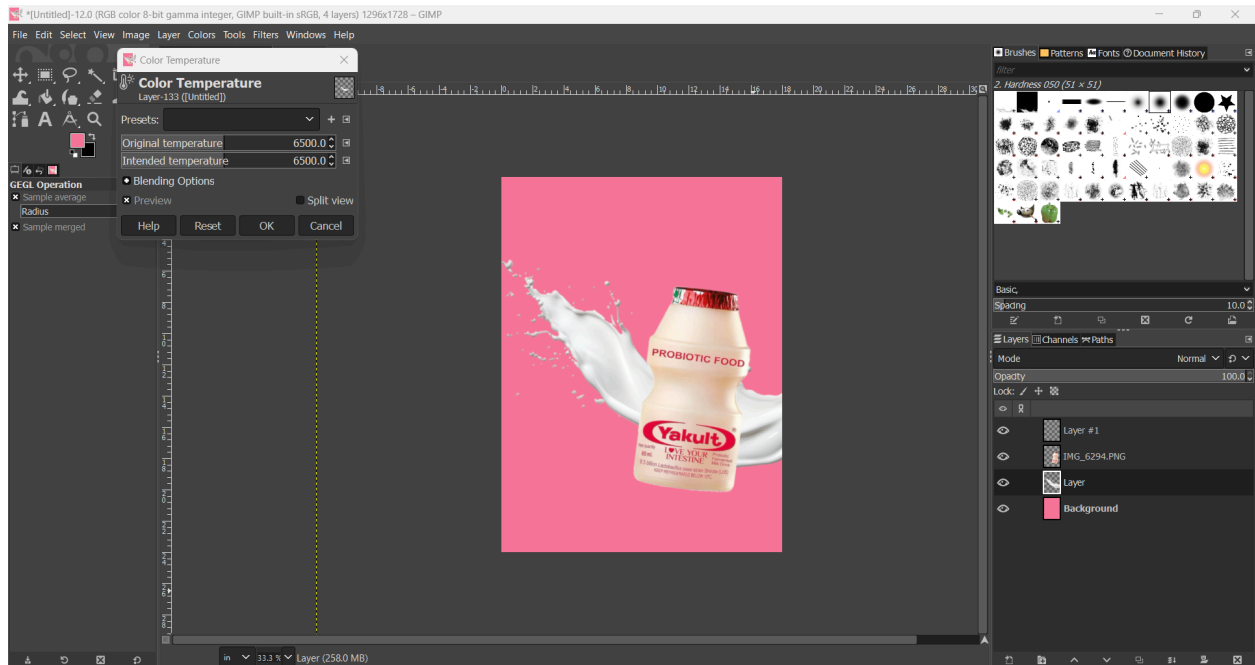 *[Untitled]-12.0 (RGB color 8-bit gamma integer, GIMP built-in sRGB, 4 layers) 1296x1728 – GIMP
File Edit Select View Image Layer Colors Tools Filters Windows Help
Color Temperature
Color Temperature
Layer-133 ([Untitled])
Presets:
Original temperature 6500.0
Intended temperature 6500.0
Blending Options
Preview Split view
Help Reset OK Cancel
GEGL Operation
Sample average
Radius
Sample merged
PROBIOTIC FOOD
Yakult
I ♥ VE YOUR
INTESTINE
in 33.3 % Layer (258.0 MB)
Brushes Patterns Fonts Document History
filter
2. Hardness 050 (51 × 51)
Basic,
Spacing 10.0
Layers Channels Paths
Mode Normal
Opacity 100.0
Lock:
Layer #1
IMG_6294.PNG
Layer
Background